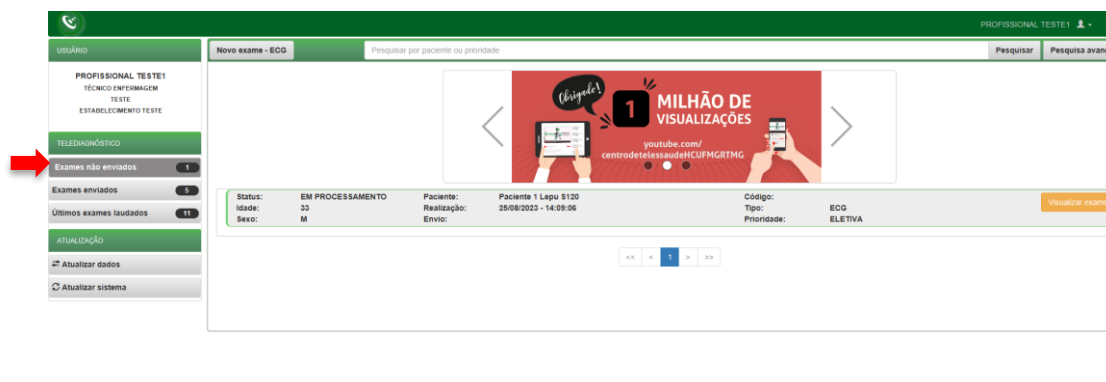 PROFISSIONAL TESTE1
USUÁRIO
PROFISSIONAL TESTE1
TÉCNICO ENFERMAGEM
TESTE
ESTABELECIMENTO TESTE
TELEDIAGNÓSTICO
Exames não enviados 1
Exames enviados 5
Últimos exames laudados 11
ATUALIZAÇÃO
Atualizar dados
Atualizar sistema
Novo exame - ECG Pesquisar por paciente ou prioridade Pesquisar
Obrigado!
1 MILHÃO DE
VISUALIZAÇÕES
youtube.com/
centrodetelessaudeHCUFMGRTMG
Status: EM PROCESSAMENTO Paciente: Paciente 1 Lepu S120 Código:
Idade: 33 Realização: 25/08/2023 - 14:09:06 Tipo: ECG
Sexo: M Envio: Prioridade: ELETIVA
Visualizar exame
<< < 1 > >>